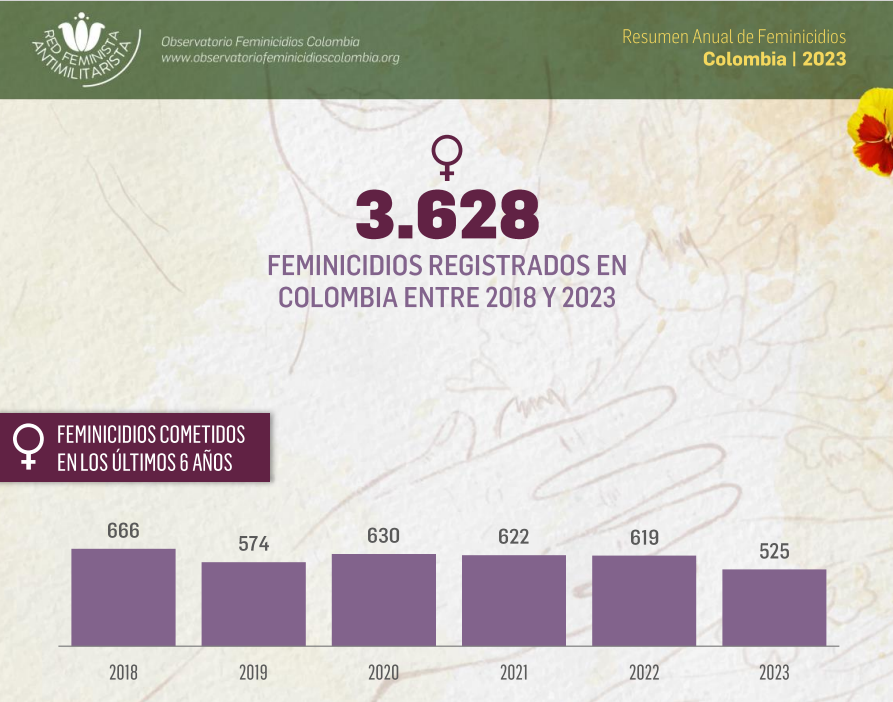 RED FEMINISTA
ANTIMILITARISTA
Observatorio Feminicidios Colombia
www.observatoriofeminicidioscolombia.org
Resumen Anual de Feminicidios
Colombia | 2023
3.628
FEMINICIDIOS REGISTRADOS EN
COLOMBIA ENTRE 2018 Y 2023
FEMINICIDIOS COMETIDOS
EN LOS ÚLTIMOS 6 AÑOS
666
574
630
622
619
525
2018
2019
2020
2021
2022
2023